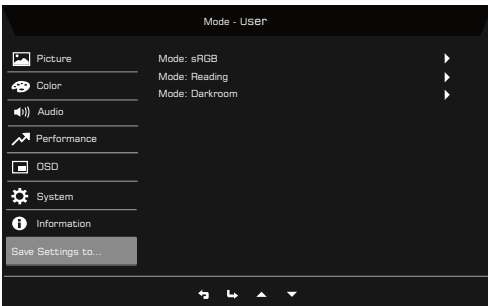 Mode - User
Picture
Color
Audio
Performance
OSD
System
Information
Save Settings to...
Mode: sRGB
Mode: Reading
Mode: Darkroom